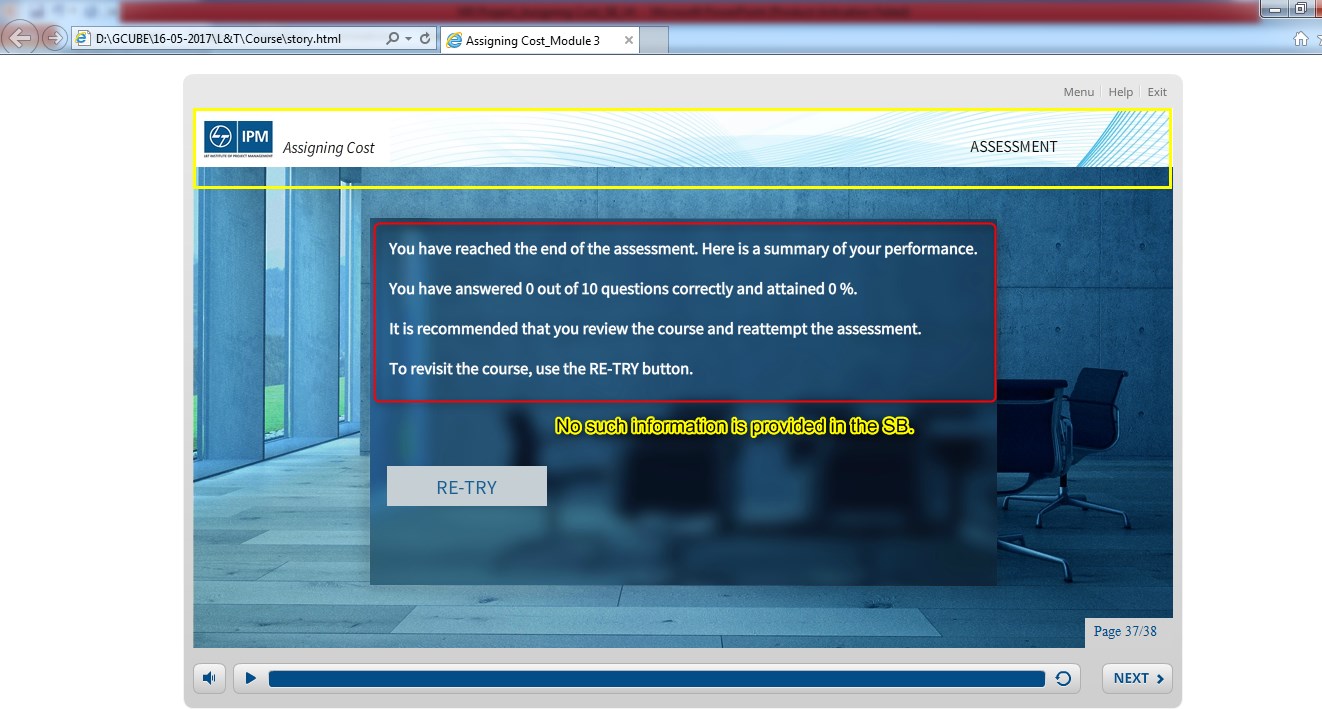 D:\GCUBE\16-05-2017\L&T\Course\story.html
Assigning Cost_Module 3
Menu Help Exit
IPM
L&T INSTITUTE OF PROJECT MANAGEMENT
Assigning Cost
ASSESSMENT
You have reached the end of the assessment. Here is a summary of your performance.
You have answered 0 out of 10 questions correctly and attained 0 %.
It is recommended that you review the course and reattempt the assessment.
To revisit the course, use the RE-TRY button.
No such information is provided in the SB.
RE-TRY
Page 37/38
NEXT